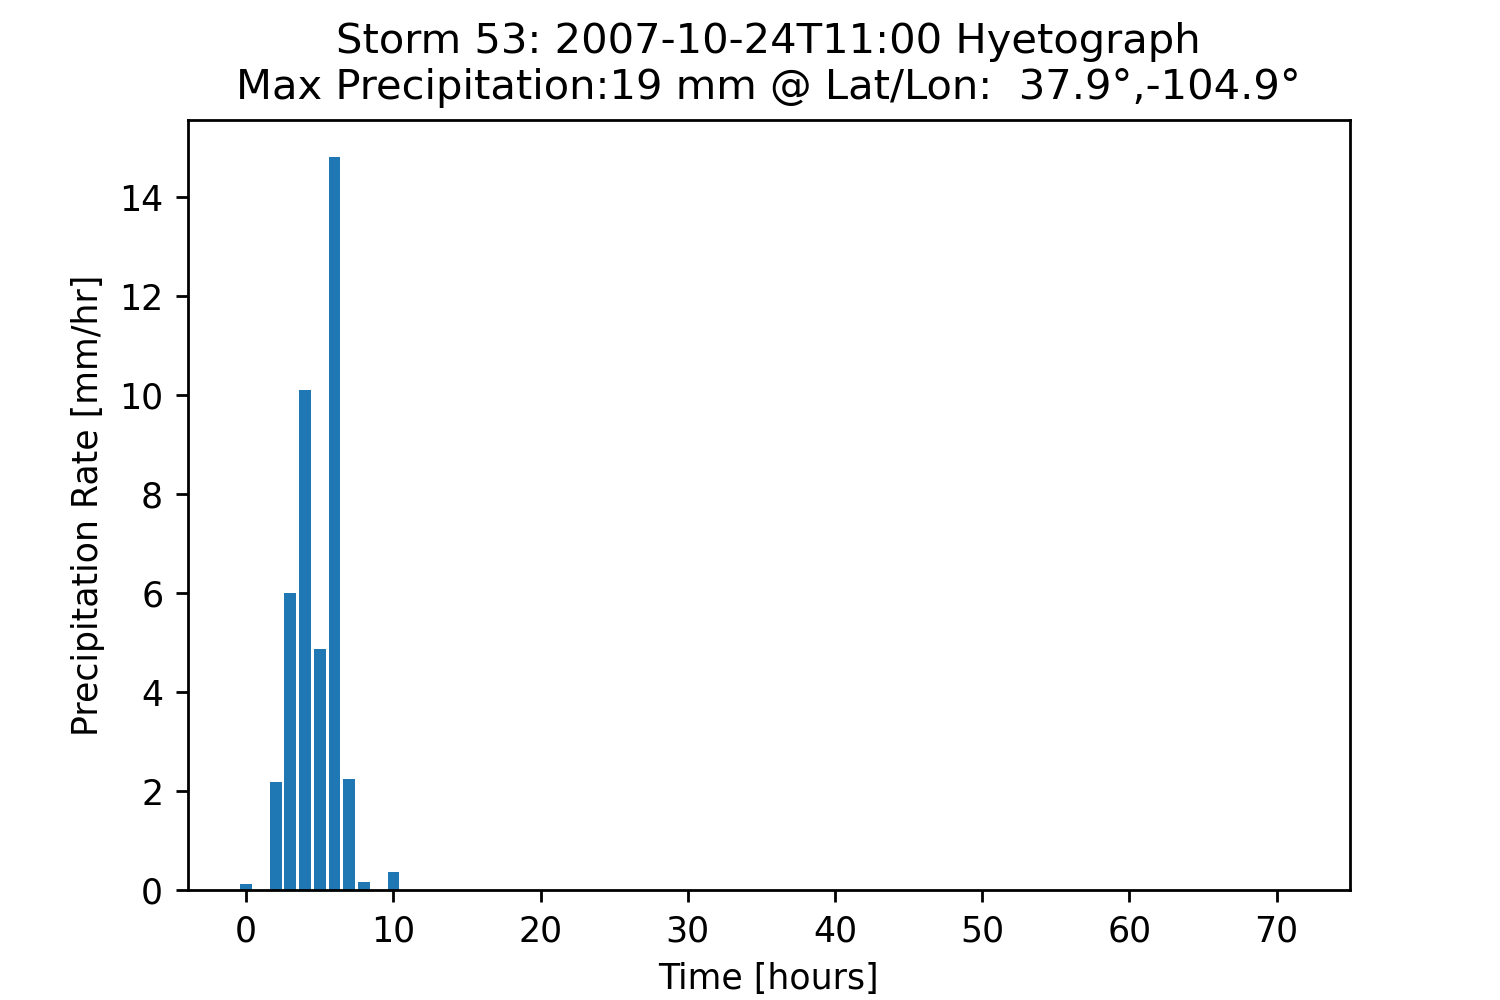 Storm 53: 2007-10-24T11:00 Hyetograph
Max Precipitation:19 mm @ Lat/Lon:  37.9°,-104.9°
Precipitation Rate [mm/hr]
14
12
10
8
6
4
2
0
0 10 20 30 40 50 60 70
Time [hours]